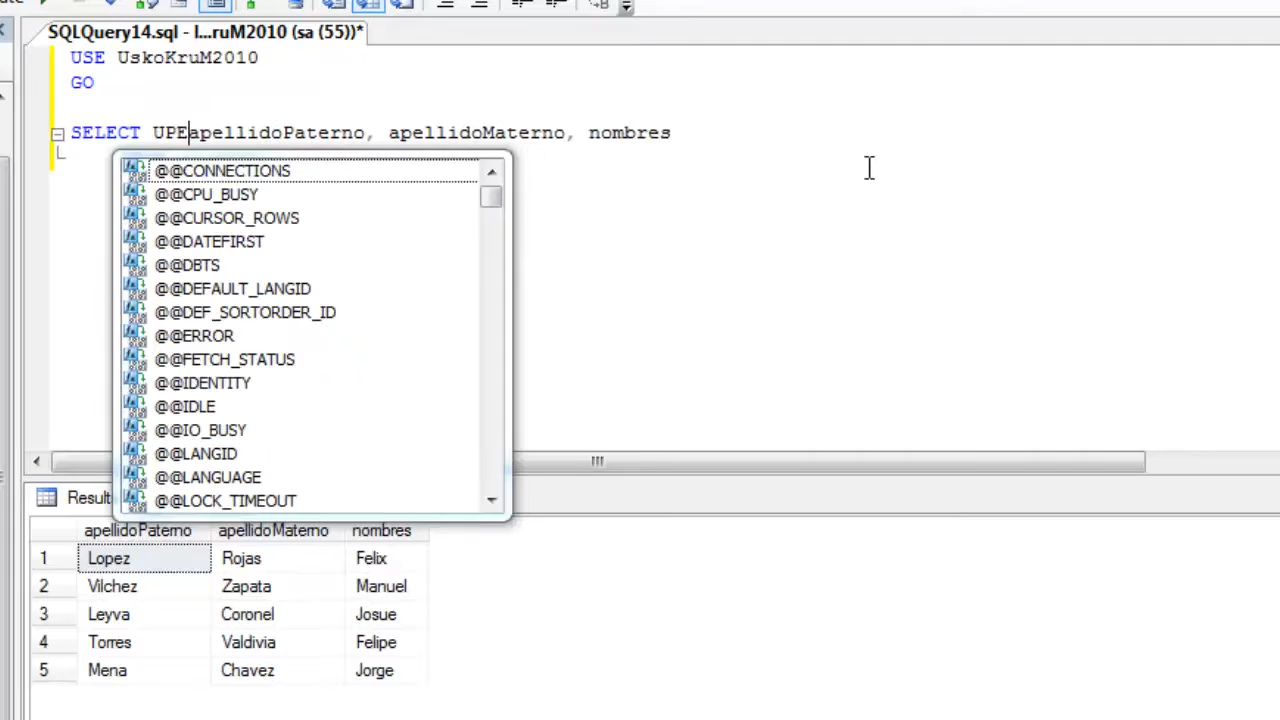 SQLQuery14.sql - l...ruM2010 (sa (55))*
USE UskoKruM2010
GO
SELECT UPEapellidoPaterno, apellidoMaterno, nombres
@@CONNECTIONS
@@CPU_BUSY
@@CURSOR_ROWS
@@DATEFIRST
@@DBTS
@@DEFAULT_LANGID
@@DEF_SORTORDER_ID
@@ERROR
@@FETCH_STATUS
@@IDENTITY
@@IDLE
@@IO_BUSY
@@LANGID
@@LANGUAGE
@@LOCK_TIMEOUT
Result
apellidoPaterno apellidoMaterno nombres
1 Lopez Rojas Felix
2 Vilchez Zapata Manuel
3 Leyva Coronel Josue
4 Torres Valdivia Felipe
5 Mena Chavez Jorge